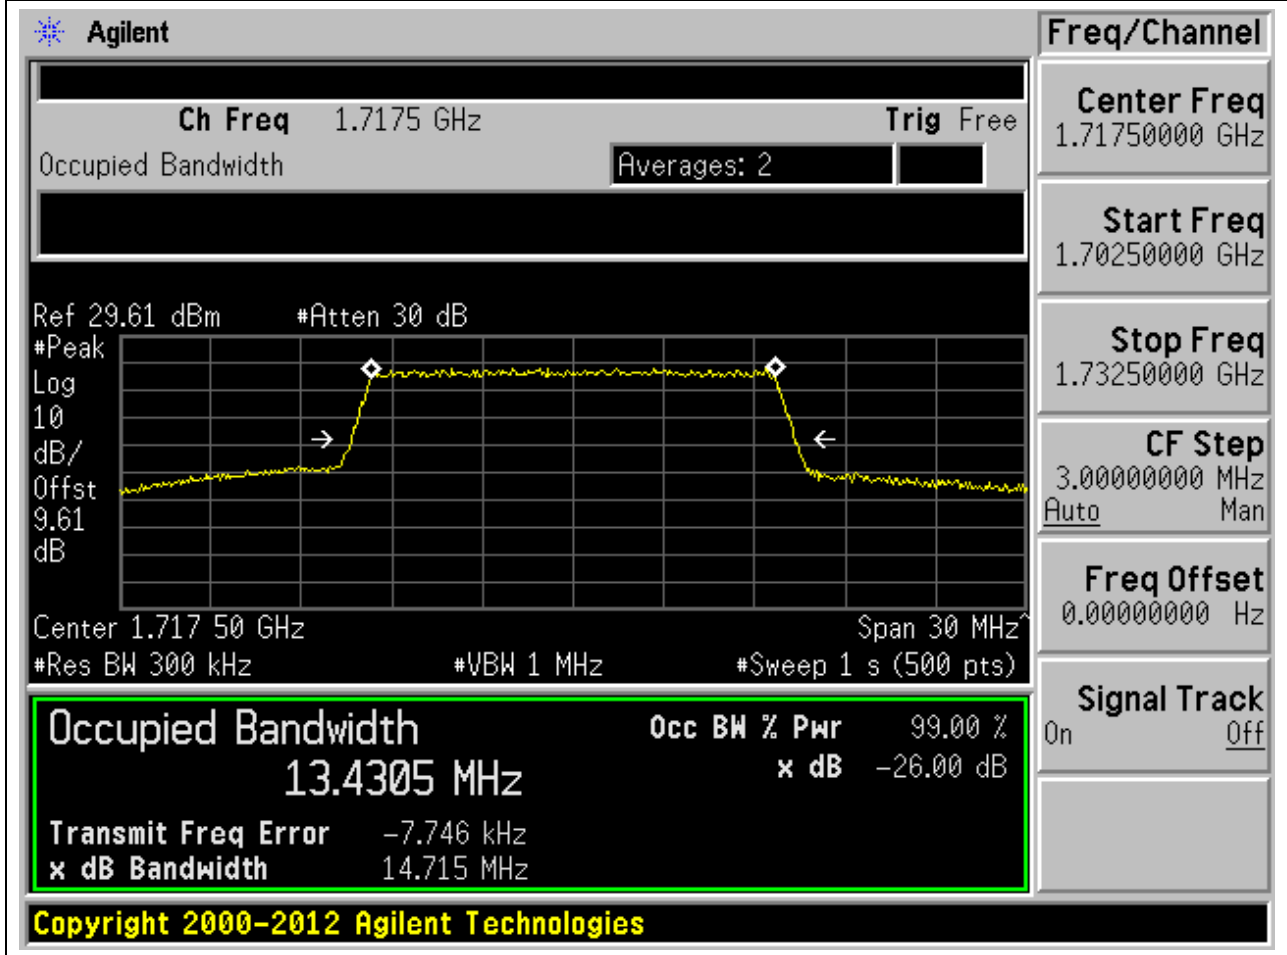 Agilent
Freq/Channel
Ch Freq 1.7175 GHz Trig Free
Occupied Bandwidth Averages: 2
Center Freq
1.71750000 GHz
Start Freq
1.70250000 GHz
Stop Freq
1.73250000 GHz
CF Step
3.00000000 MHz
Auto Man
Freq Offset
0.00000000 Hz
Signal Track
On Off
Ref 29.61 dBm #Atten 30 dB
#Peak
Log
10
dB/
Offst
9.61
dB
Center 1.717 50 GHz Span 30 MHz^
#Res BW 300 kHz #VBW 1 MHz #Sweep 1 s (500 pts)
Occupied Bandwidth
13.4305 MHz
Occ BW % Pwr 99.00 %
x dB -26.00 dB
Transmit Freq Error -7.746 kHz
x dB Bandwidth 14.715 MHz
Copyright 2000-2012 Agilent Technologies